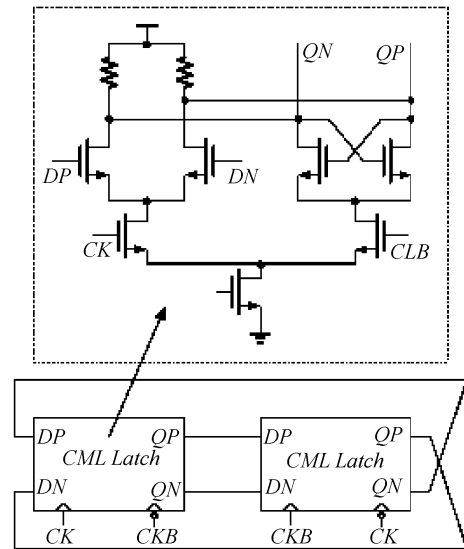 QN QP
DP DN
CK CLB
DP QP DP QP
CML Latch CML Latch
DN QN DN QN
CK CKB CKB CK